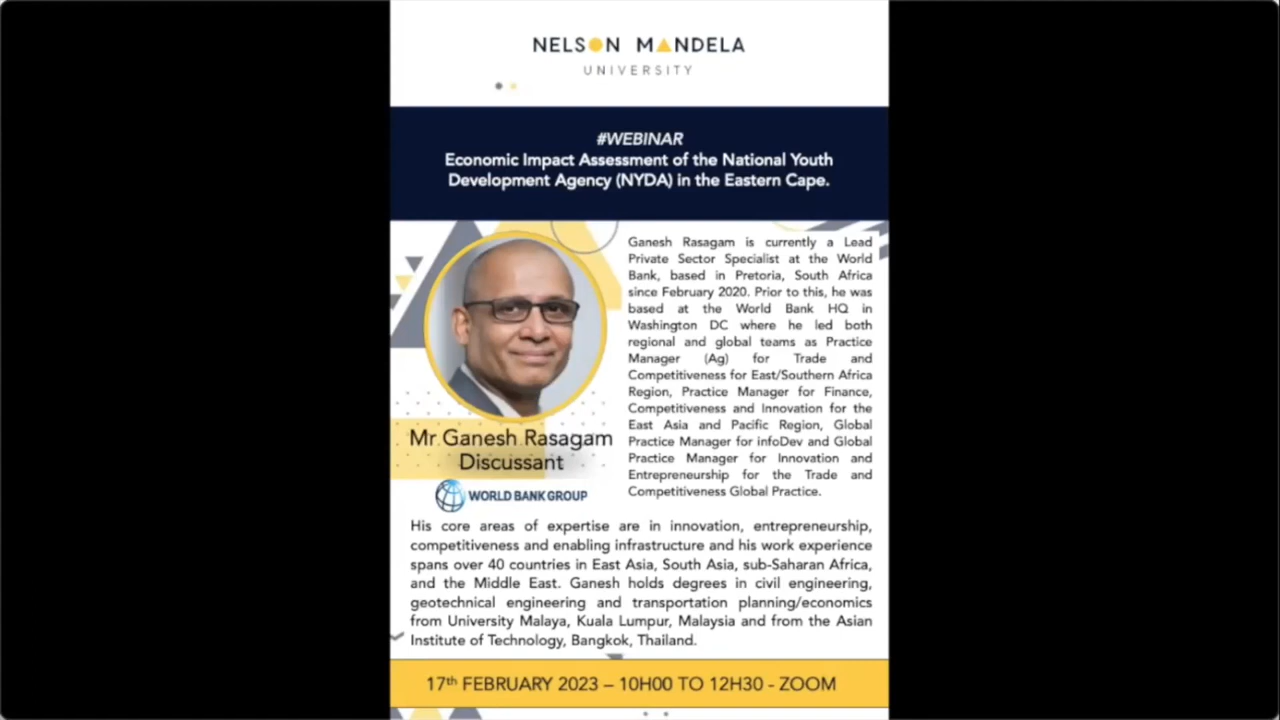 NELSON MANDELA
UNIVERSITY
#WEBINAR
Economic Impact Assessment of the National Youth
Development Agency (NYDA) in the Eastern Cape.
Mr Ganesh Rasagam
Discussant
WORLD BANK GROUP
Ganesh Rasagam is currently a Lead
Private Sector Specialist at the World
Bank, based in Pretoria, South Africa
since February 2020. Prior to this, he was
based at the World Bank HQ in
Washington DC where he led both
regional and global teams as Practice
Manager (Ag) for Trade and
Competitiveness for East/Southern Africa
Region, Practice Manager for Finance,
Competitiveness and Innovation for the
East Asia and Pacific Region, Global
Practice Manager for infoDev and Global
Practice Manager for Innovation and
Entrepreneurship for the Trade and
Competitiveness Global Practice.
His core areas of expertise are in innovation, entrepreneurship,
competitiveness and enabling infrastructure and his work experience
spans over 40 countries in East Asia, South Asia, sub-Saharan Africa,
and the Middle East. Ganesh holds degrees in civil engineering,
geotechnical engineering and transportation planning/economics
from University Malaya, Kuala Lumpur, Malaysia and from the Asian
Institute of Technology, Bangkok, Thailand.
17th FEBRUARY 2023 – 10H00 TO 12H30 - ZOOM